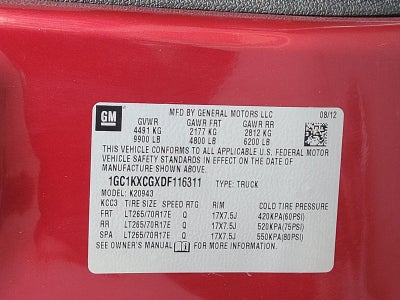 GM
MFD BY GENERAL MOTORS LLC
08/12
GVWR GAWR FRT GAWR RR
4491 KG 2177 KG 2812 KG
9900 LB 4800 LB 6200 LB
THIS VEHICLE CONFORMS TO ALL APPLICABLE U.S. FEDERAL MOTOR
VEHICLE SAFETY STANDARDS IN EFFECT ON THE DATE OF
MANUFACTURE SHOWN ABOVE.
1GC1KXCGXDF116311 TYPE: TRUCK
MODEL: K20943
KCC3 TIRE SIZE SPEED RTG RIM COLD TIRE PRESSURE
FRT LT265/70R17E Q 17X7.5J 420KPA(60PSI)
RR LT265/70R17E Q 17X7.5J 520KPA(75PSI)
SPA LT265/70R17E Q 17X7.5J 550KPA(80PSI)
SEE OWNER'S MANUAL FOR MORE INFORMATION.